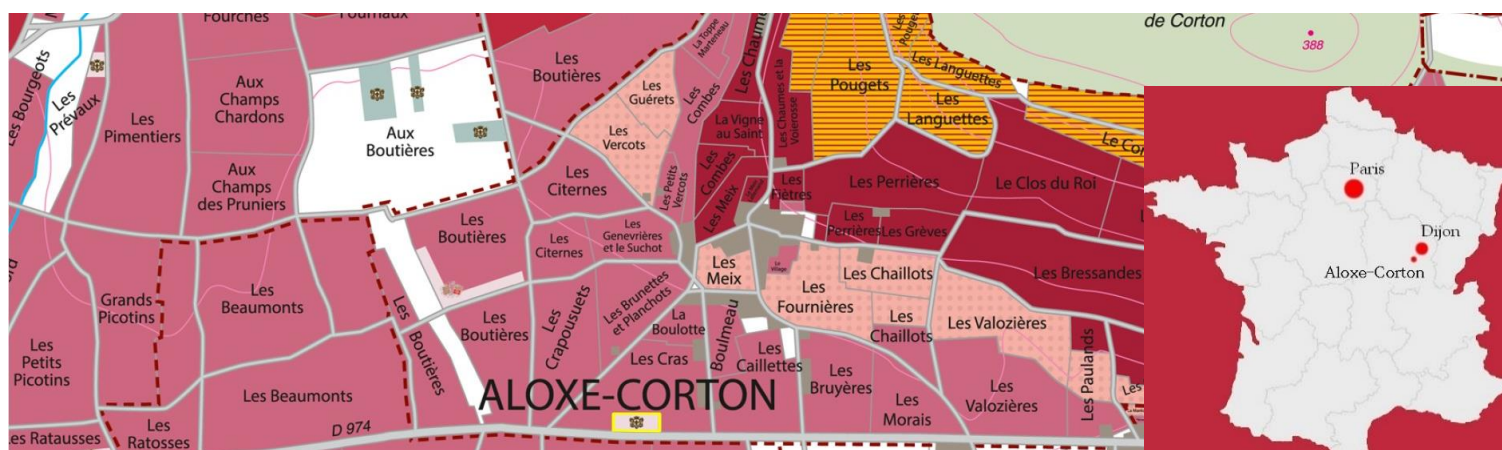 Fourches
Fournaux
de Corton
388
Les Bourgeots
Les
Prévaux
Les
Pimentiers
Aux
Champs
Chardons
Aux
Champs
des Pruniers
Aux
Boutières
Les
Boutières
Les
Guérets
Les
Vercots
La Toppe
Marteneau
Les Combes
Les Chaumes
Les Chaumes et la
Voierosse
La Vigne
au Saint
Les
Combes
Les Meix
Les Petits
Vercots
Les
Pougets
Les Languettes
Les
Languettes
Les
Citernes
Les
Boutières
Les
Citernes
Les
Genevrières
et le Suchot
Les
Fiètres
Les Perrières
Le Clos du Roi
Les
Perrières
Les Grèves
Les Bressandes
Les
Meix
Le
Village
Les Chaillots
Les
Fournières
Les
Chaillots
Les Valozières
Les Paulands
Grands
Picotins
Les
Beaumonts
Les
Petits
Picotins
Les Beaumonts
Les Boutières
Les
Boutières
Les
Crapousuets
Les Brunettes
et Planchots
La
Boulotte
Boulmeau
Les Cras
Les
Caillettes
Les
Bruyères
Les
Morais
Les
Valozières
ALOXE-CORTON
D 974
Les Ratausses
Les
Ratosses
Paris
Dijon
Aloxe-Corton